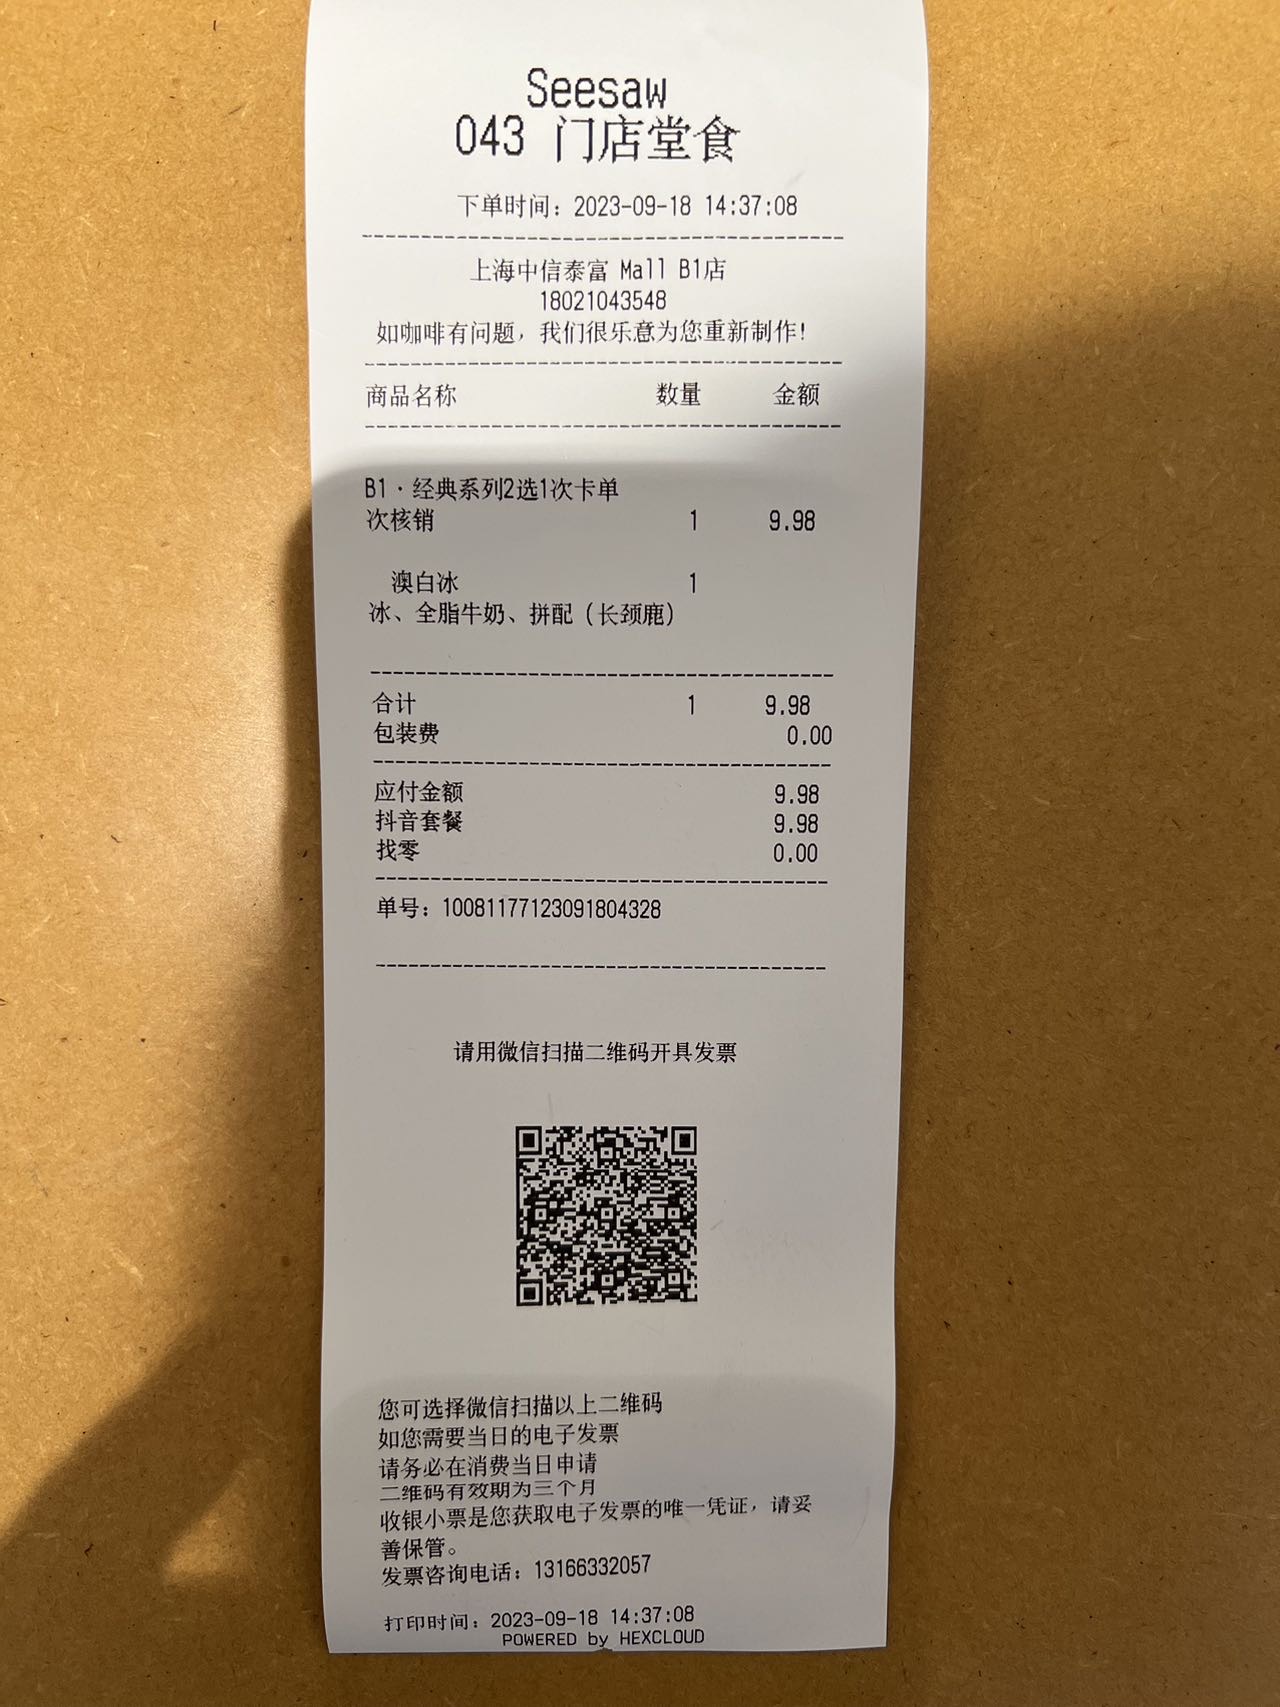 Seesaw
043 门店堂食
下单时间：2023-09-18 14:37:08
上海中信泰富 Mall B1店
18021043548
如咖啡有问题，我们很乐意为您重新制作！
商品名称 数量 金额
B1·经典系列2选1次卡单
次核销 1 9.98
澳白冰 1
冰、全脂牛奶、拼配（长颈鹿）
合计 1 9.98
包装费 0.00
应付金额 9.98
抖音套餐 9.98
找零 0.00
单号：10081177123091804328
请用微信扫描二维码开具发票
您可选择微信扫描以上二维码
如您需要当日的电子发票
请务必在消费当日申请
二维码有效期为三个月
收银小票是您获取电子发票的唯一凭证，请妥
善保管。
发票咨询电话：13166332057
打印时间：2023-09-18 14:37:08
POWERED by HEXCLOUD